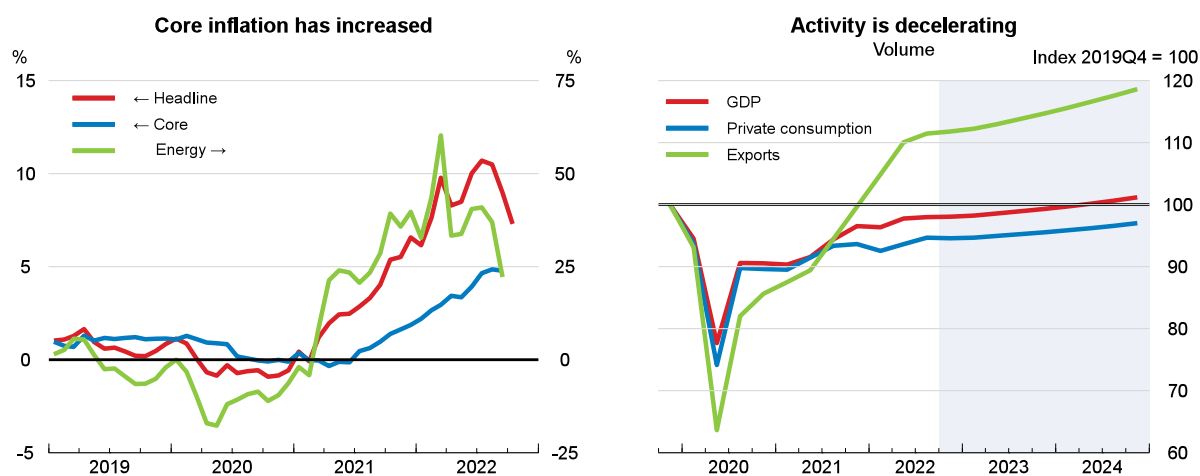 Core inflation has increased
%
%
15
75
← Headline
← Core
Energy →
10
50
5
25
0
0
-5
-25
2019
2020
2021
2022
Activity is decelerating
Volume
Index 2019Q4 = 100
120
GDP
Private consumption
Exports
110
100
90
80
70
60
2020
2021
2022
2023
2024